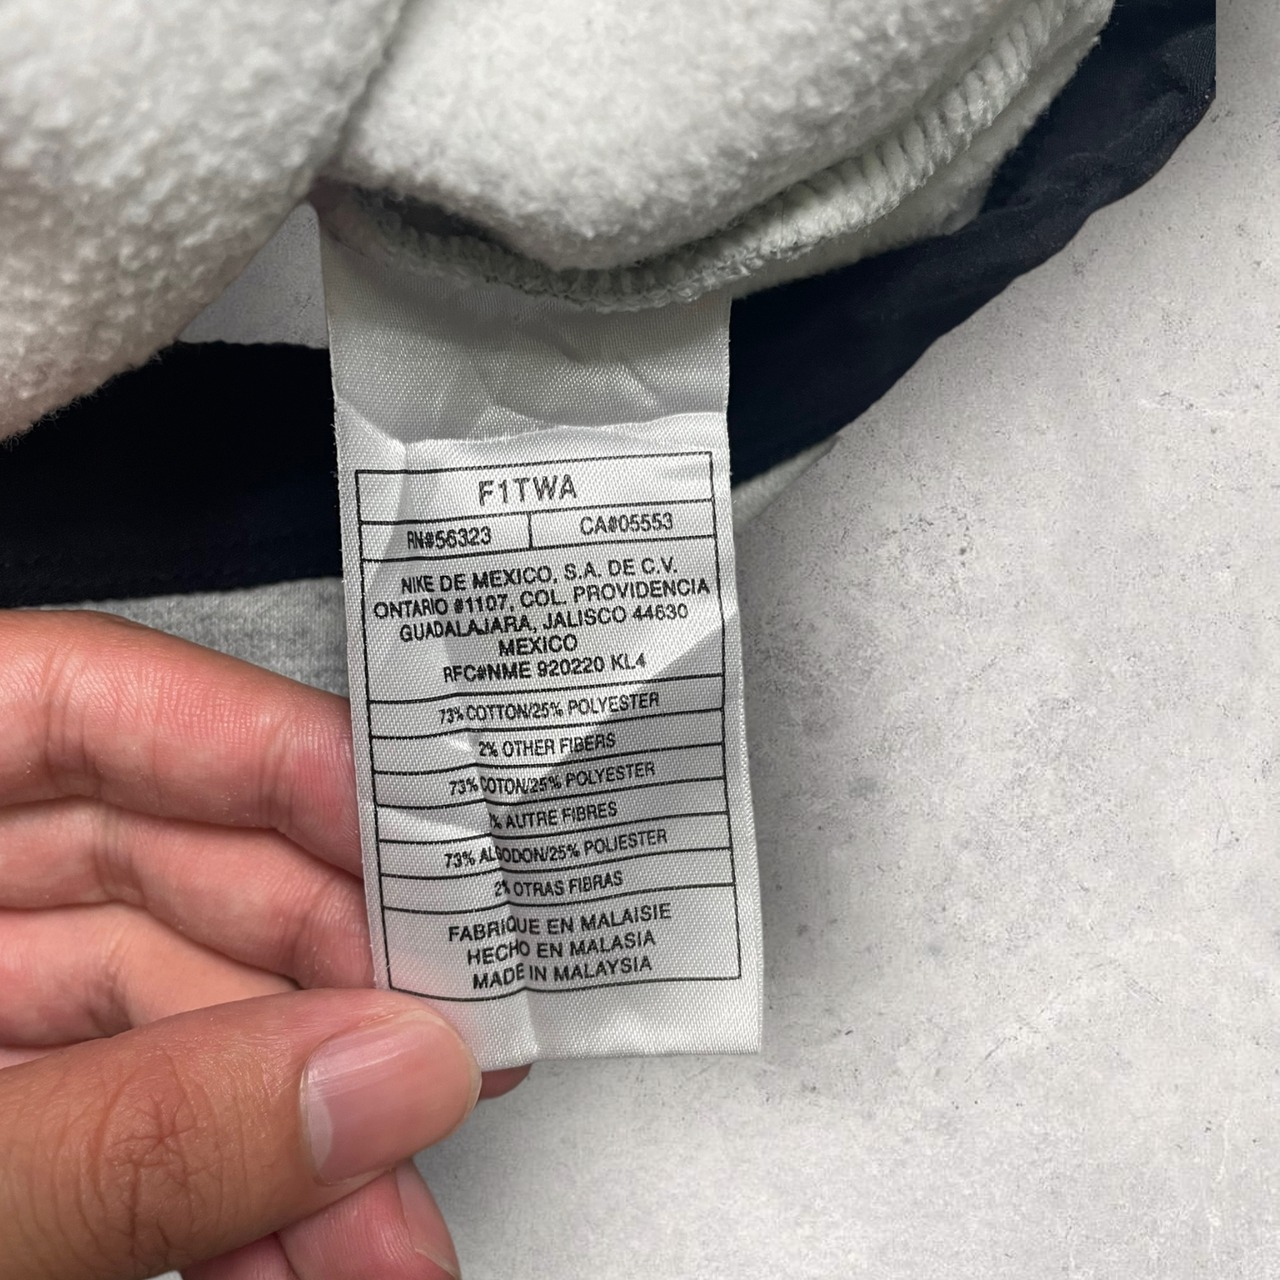 F1TWA
RN#56323 CA#05553
NIKE DE MEXICO, S.A. DE C.V.
ONTARIO #1107, COL. PROVIDENCIA
GUADALAJARA, JALISCO 44630
MEXICO
RFC#NME 920220 KL4
73% COTTON/25% POLYESTER
2% OTHER FIBERS
73% COTON/25% POLYESTER
% AUTRE FIBRES
73% ALGODON/25% POLIESTER
2% OTRAS FIBRAS
FABRIQUE EN MALAISIE
HECHO EN MALASIA
MADE IN MALAYSIA